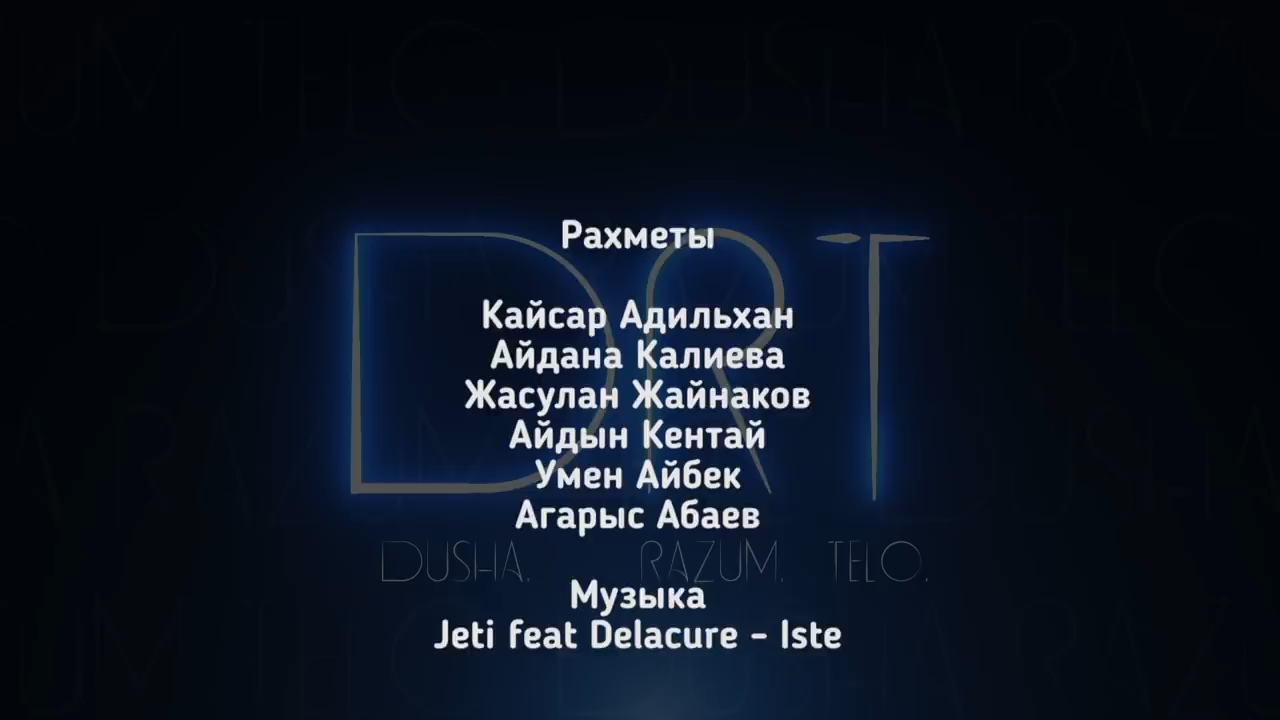 Рахметы
Кайсар Адильхан
Айдана Калиева
Жасулан Жайнаков
Айдын Кентай
Умен Айбек
Агарыс Абаев
DRT
DUSHA. RAZUM. TELO.
Музыка
Jeti feat Delacure - Iste